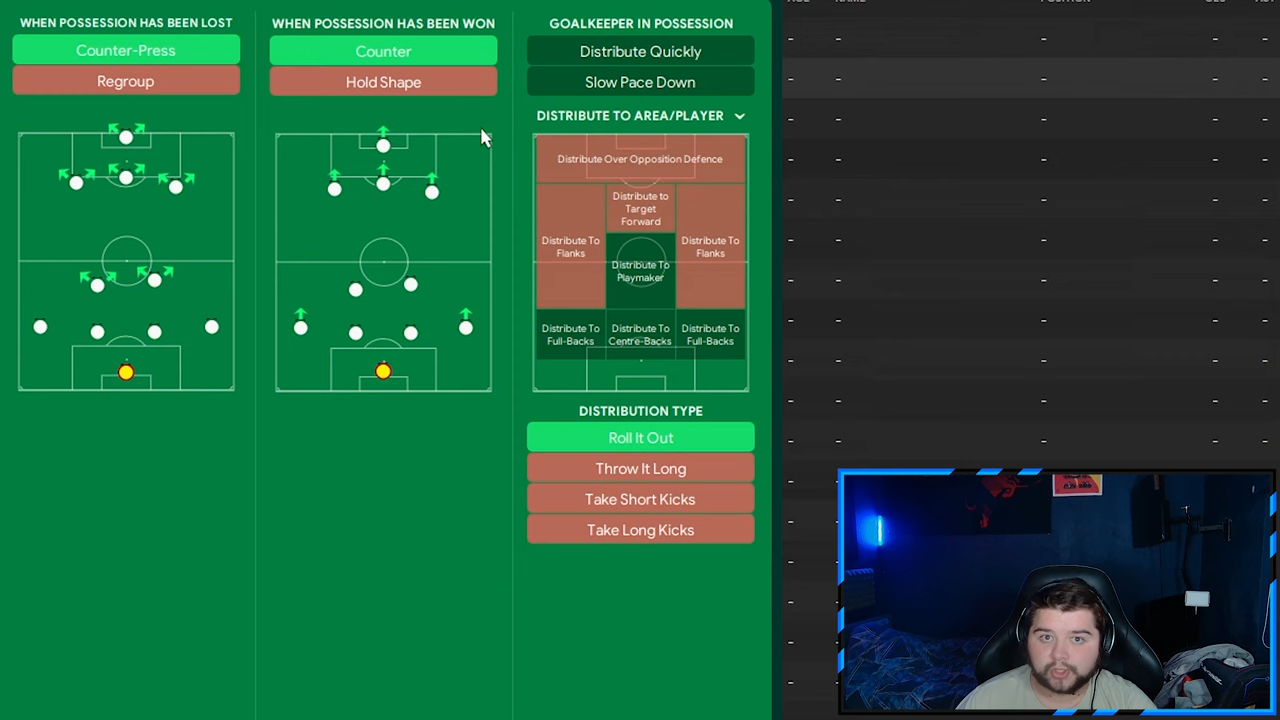 WHEN POSSESSION HAS BEEN LOST
Counter-Press
Regroup
WHEN POSSESSION HAS BEEN WON
Counter
Hold Shape
GOALKEEPER IN POSSESSION
Distribute Quickly
Slow Pace Down
DISTRIBUTE TO AREA/PLAYER
Distribute Over Opposition Defence
Distribute to
Target
Forward
Distribute To
Flanks
Distribute To
Flanks
Distribute To
Playmaker
Distribute To
Full-Backs
Distribute To
Centre-Backs
Distribute To
Full-Backs
DISTRIBUTION TYPE
Roll It Out
Throw It Long
Take Short Kicks
Take Long Kicks